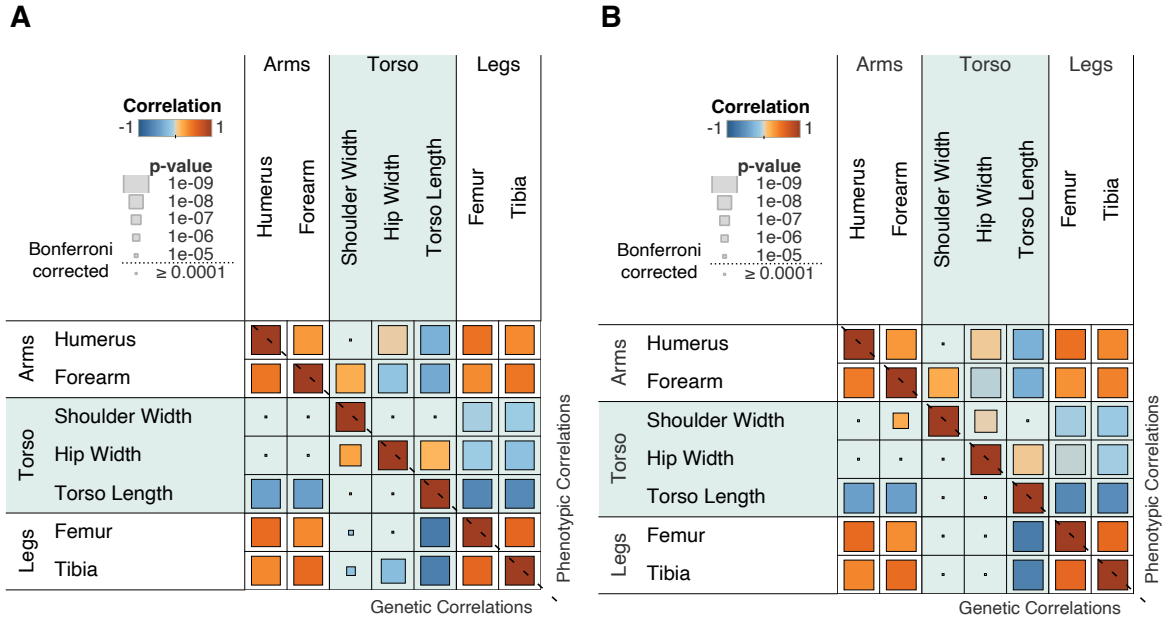 A
Arms Torso Legs
Correlation
-1 1
p-value
1e-09
1e-08
1e-07
1e-06
1e-05
≥ 0.0001
Bonferroni
corrected
Humerus
Forearm
Shoulder Width
Hip Width
Torso Length
Femur
Tibia
Arms
Humerus
Forearm
Torso
Shoulder Width
Hip Width
Torso Length
Legs
Femur
Tibia
Phenotypic Correlations
Genetic Correlations
B
Arms Torso Legs
Correlation
-1 1
p-value
1e-09
1e-08
1e-07
1e-06
1e-05
≥ 0.0001
Bonferroni
corrected
Humerus
Forearm
Shoulder Width
Hip Width
Torso Length
Femur
Tibia
Arms
Humerus
Forearm
Torso
Shoulder Width
Hip Width
Torso Length
Legs
Femur
Tibia
Phenotypic Correlations
Genetic Correlations